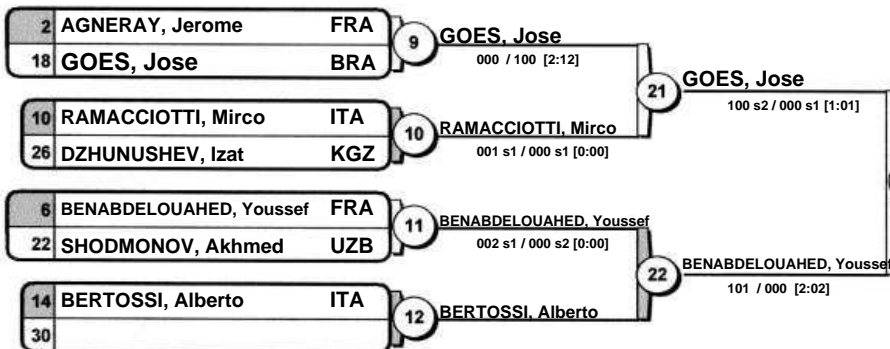 2 AGNERAY, Jerome FRA
18 GOES, Jose BRA
9
GOES, Jose
000 / 100 [2:12]
10 RAMACCIOTTI, Mirco ITA
26 DZHUNUSHEV, Izat KGZ
10
RAMACCIOTTI, Mirco
001 s1 / 000 s1 [0:00]
21
GOES, Jose
100 s2 / 000 s1 [1:01]
6 BENABDELOUAHED, Youssef FRA
22 SHODMONOV, Akhmed UZB
11
BENABDELOUAHED, Youssef
002 s1 / 000 s2 [0:00]
14 BERTOSSI, Alberto ITA
30
12
BERTOSSI, Alberto
22
BENABDELOUAHED, Youssef
101 / 000 [2:02]